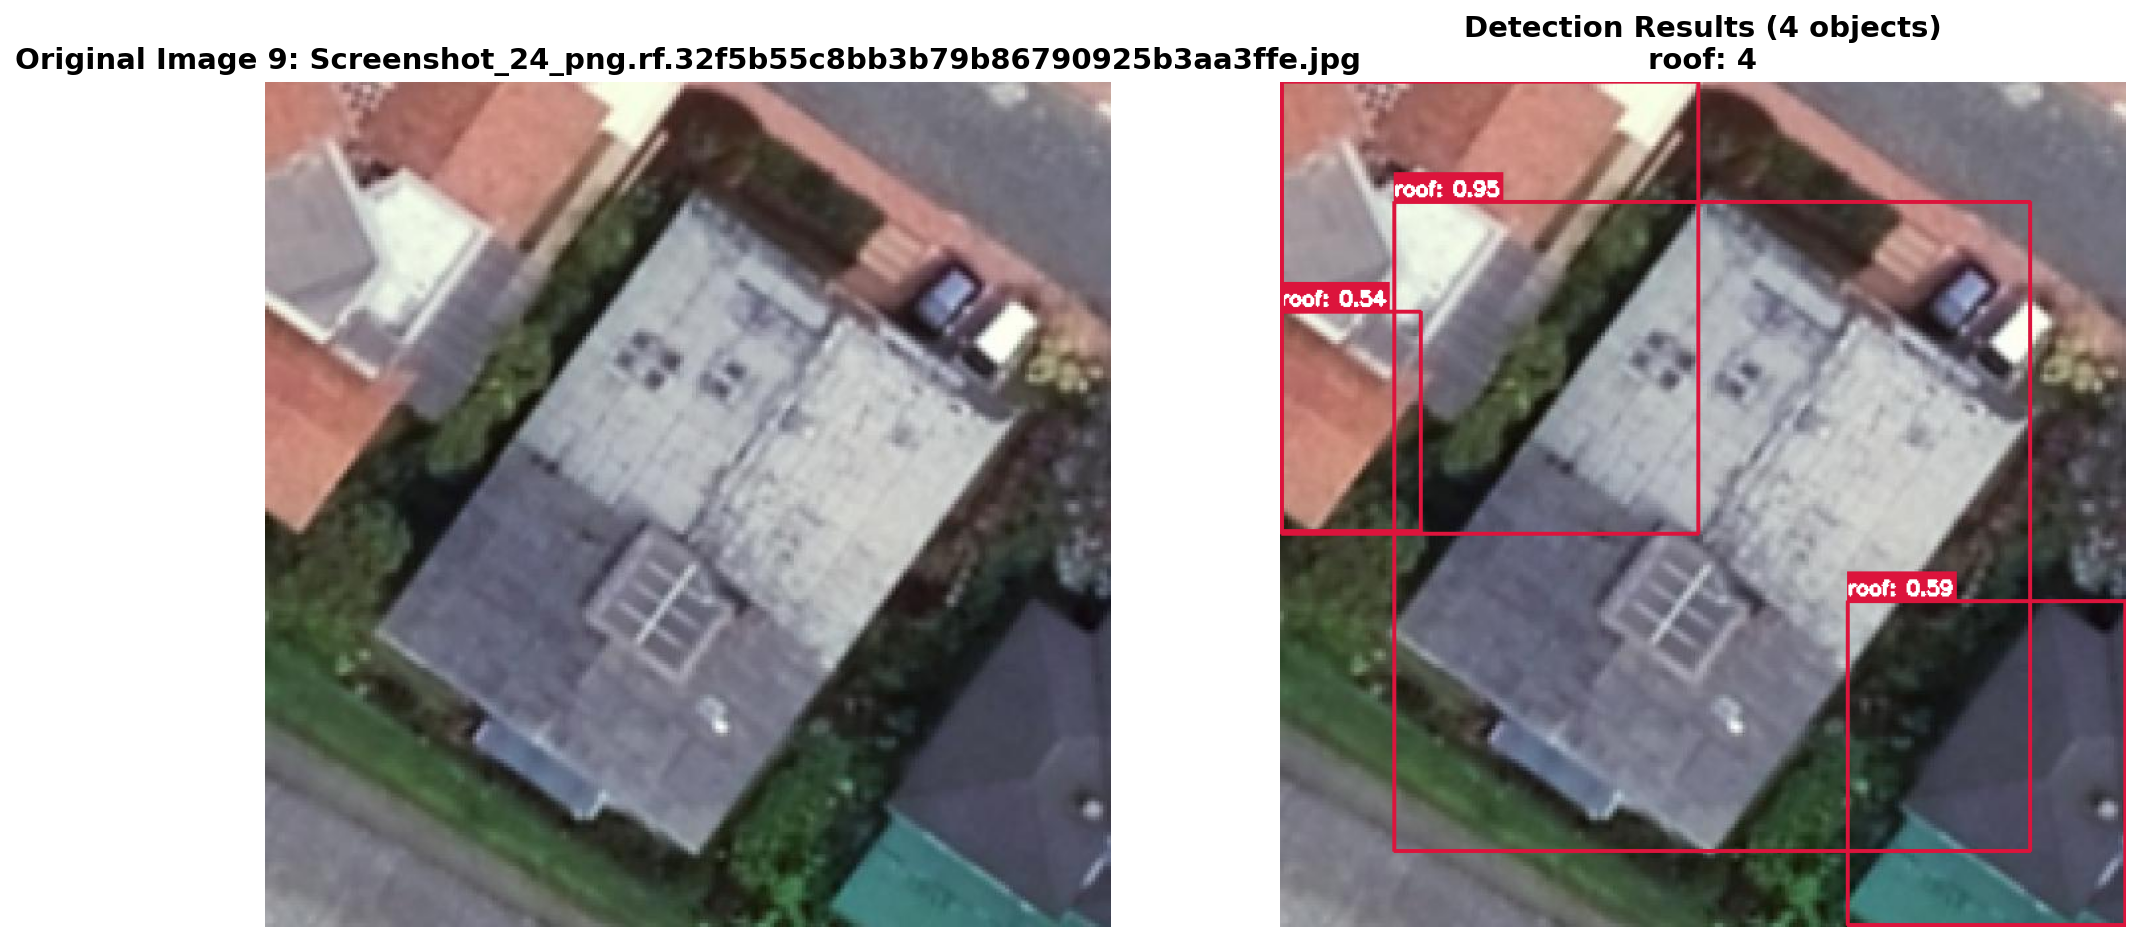 Original Image 9: Screenshot_24_png.rf.32f5b55c8bb3b79b86790925b3aa3ffe.jpg
Detection Results (4 objects)
roof: 4
roof: 0.95
roof: 0.54
roof: 0.59